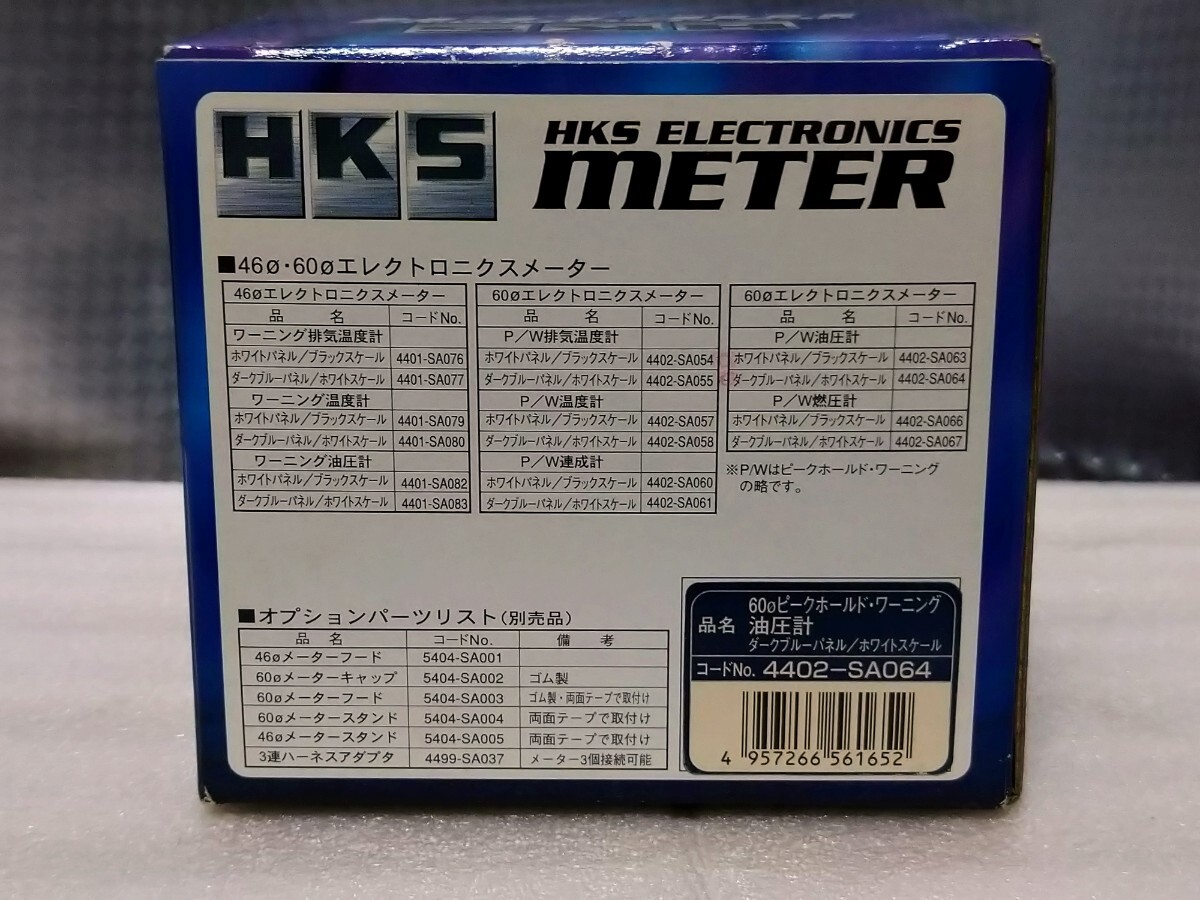 HKS
HKS ELECTRONICS
METER
■46ø・60øエレクトロニクスメーター
46øエレクトロニクスメーター
品 名 コードNo.
ワーニング排気温度計
ホワイトパネル／ブラックスケール 4401-SA076
ダークブルーパネル／ホワイトスケール 4401-SA077
ワーニング温度計
ホワイトパネル／ブラックスケール 4401-SA079
ダークブルーパネル／ホワイトスケール 4401-SA080
ワーニング油圧計
ホワイトパネル／ブラックスケール 4401-SA082
ダークブルーパネル／ホワイトスケール 4401-SA083
60øエレクトロニクスメーター
品 名 コードNo.
P／W排気温度計
ホワイトパネル／ブラックスケール 4402-SA054
ダークブルーパネル／ホワイトスケール 4402-SA055
P／W温度計
ホワイトパネル／ブラックスケール 4402-SA057
ダークブルーパネル／ホワイトスケール 4402-SA058
P／W連成計
ホワイトパネル／ブラックスケール 4402-SA060
ダークブルーパネル／ホワイトスケール 4402-SA061
60øエレクトロニクスメーター
品 名 コードNo.
P／W油圧計
ホワイトパネル／ブラックスケール 4402-SA063
ダークブルーパネル／ホワイトスケール 4402-SA064
P／W燃圧計
ホワイトパネル／ブラックスケール 4402-SA066
ダークブルーパネル／ホワイトスケール 4402-SA067
※P/Wはピークホールド・ワーニング
の略です。
■オプションパーツリスト（別売品）
品 名 コードNo. 備 考
46øメーターフード 5404-SA001
60øメーターキャップ 5404-SA002 ゴム製
60øメーターフード 5404-SA003 ゴム製・両面テープで取付け
60øメータースタンド 5404-SA004 両面テープで取付け
46øメータースタンド 5404-SA005 両面テープで取付け
3連ハーネスアダプタ 4499-SA037 メーター3個接続可能
60øピークホールド・ワーニング
品名 油圧計
ダークブルーパネル／ホワイトスケール
コードNo. 4402-SA064
4 957266 561652